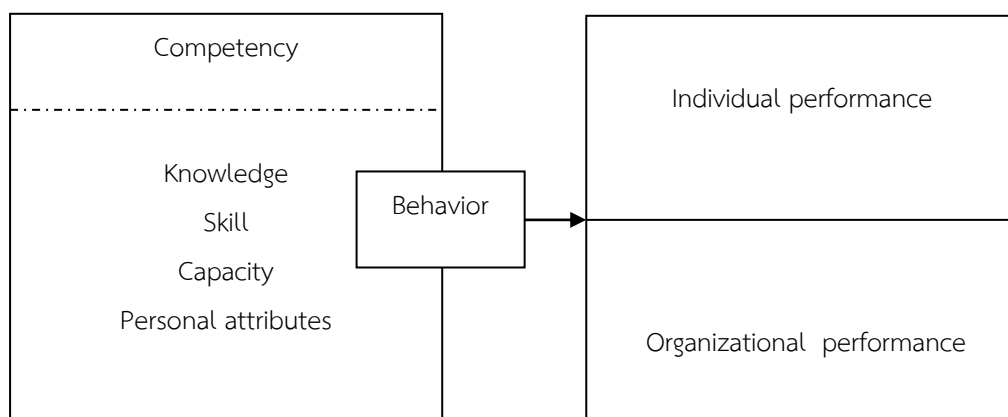 Competency
Knowledge
Skill
Capacity
Personal attributes
Behavior
Individual performance
Organizational performance